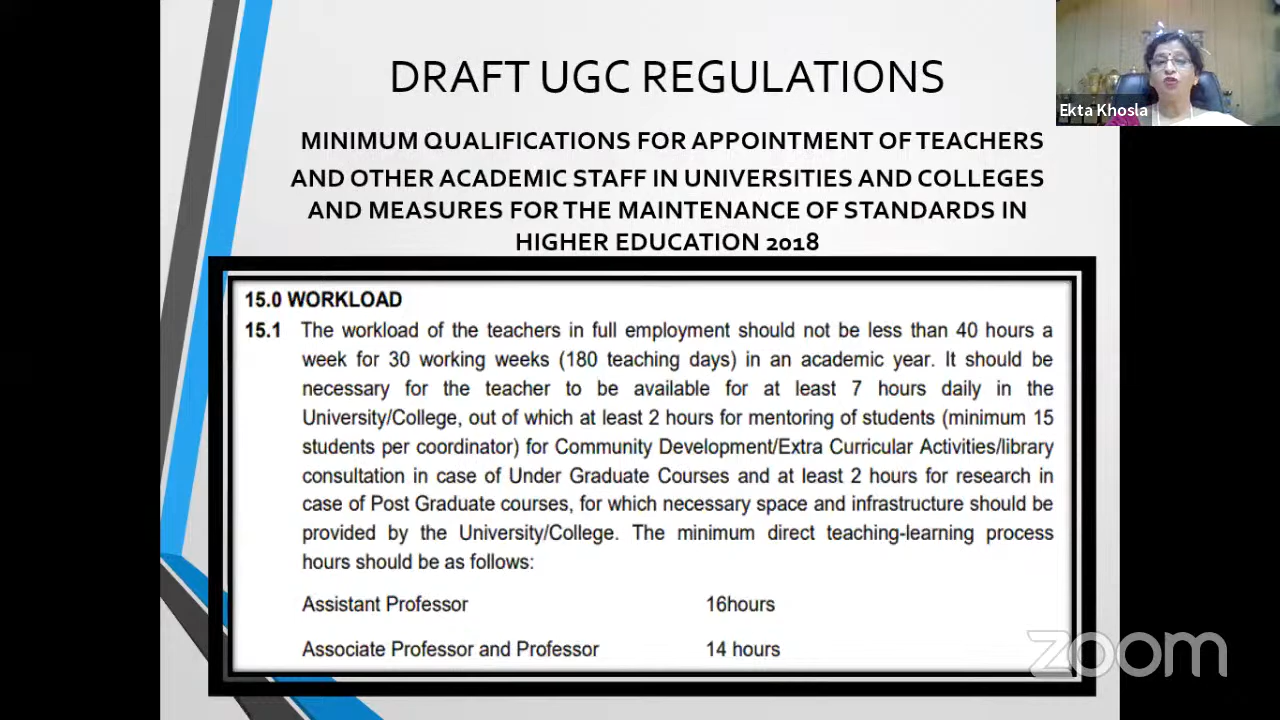 DRAFT UGC REGULATIONS
Ekta Khosla
MINIMUM QUALIFICATIONS FOR APPOINTMENT OF TEACHERS
AND OTHER ACADEMIC STAFF IN UNIVERSITIES AND COLLEGES
AND MEASURES FOR THE MAINTENANCE OF STANDARDS IN
HIGHER EDUCATION 2018
15.0 WORKLOAD
15.1 The workload of the teachers in full employment should not be less than 40 hours a
week for 30 working weeks (180 teaching days) in an academic year. It should be
necessary for the teacher to be available for at least 7 hours daily in the
University/College, out of which at least 2 hours for mentoring of students (minimum 15
students per coordinator) for Community Development/Extra Curricular Activities/library
consultation in case of Under Graduate Courses and at least 2 hours for research in
case of Post Graduate courses, for which necessary space and infrastructure should be
provided by the University/College. The minimum direct teaching-learning process
hours should be as follows:
Assistant Professor 16hours
Associate Professor and Professor 14 hours
zoom